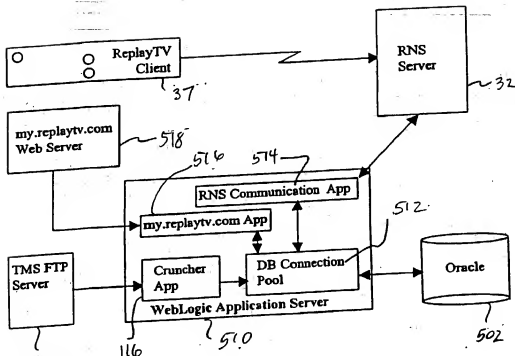 ReplayTV
Client
37
RNS
Server
32
my.replaytv.com
Web Server
518
516
514
RNS Communication App
my.replaytv.com App
512
TMS FTP
Server
Cruncher
App
DB Connection
Pool
Oracle
WebLogic Application Server
116
510
502